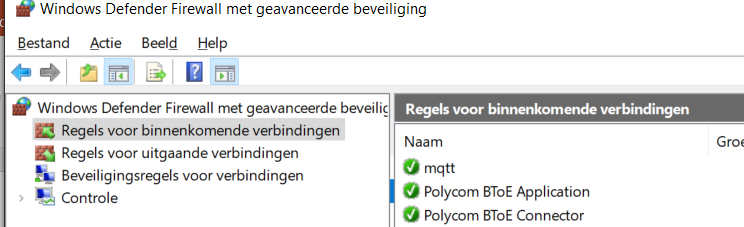 Windows Defender Firewall met geavanceerde beveiliging
Bestand Actie Beeld Help
Windows Defender Firewall met geavanceerde beveilig
Regels voor binnenkomende verbindingen
Regels voor uitgaande verbindingen
Beveiligingsregels voor verbindingen
Controle
Regels voor binnenkomende verbindingen
Naam Groe
mqtt
Polycom BToE Application
Polycom BToE Connector